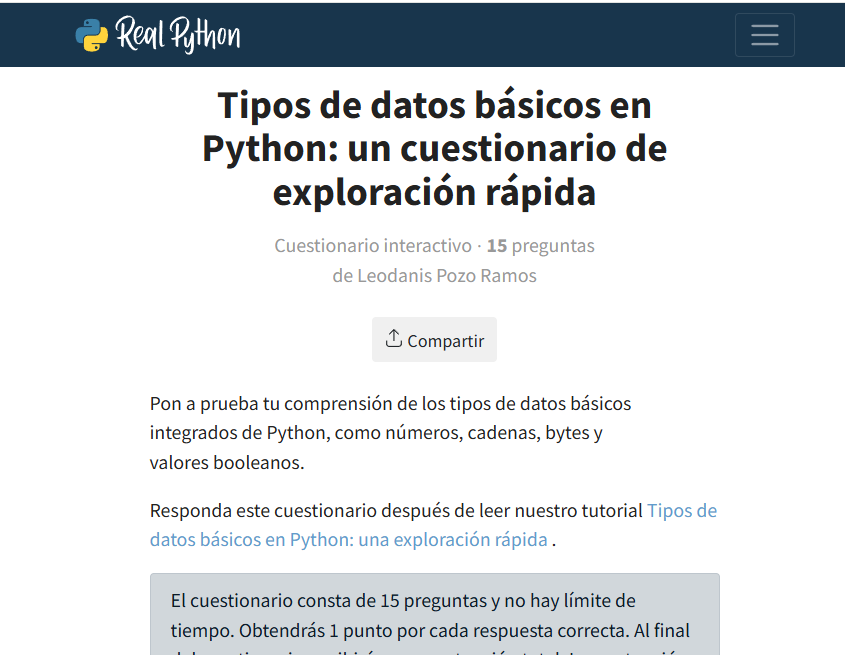 Real Python
Tipos de datos básicos en
Python: un cuestionario de
exploración rápida
Cuestionario interactivo · 15 preguntas
de Leodanis Pozo Ramos
Compartir
Pon a prueba tu comprensión de los tipos de datos básicos
integrados de Python, como números, cadenas, bytes y
valores booleanos.
Responda este cuestionario después de leer nuestro tutorial Tipos de
datos básicos en Python: una exploración rápida .
El cuestionario consta de 15 preguntas y no hay límite de
tiempo. Obtendrás 1 punto por cada respuesta correcta. Al final